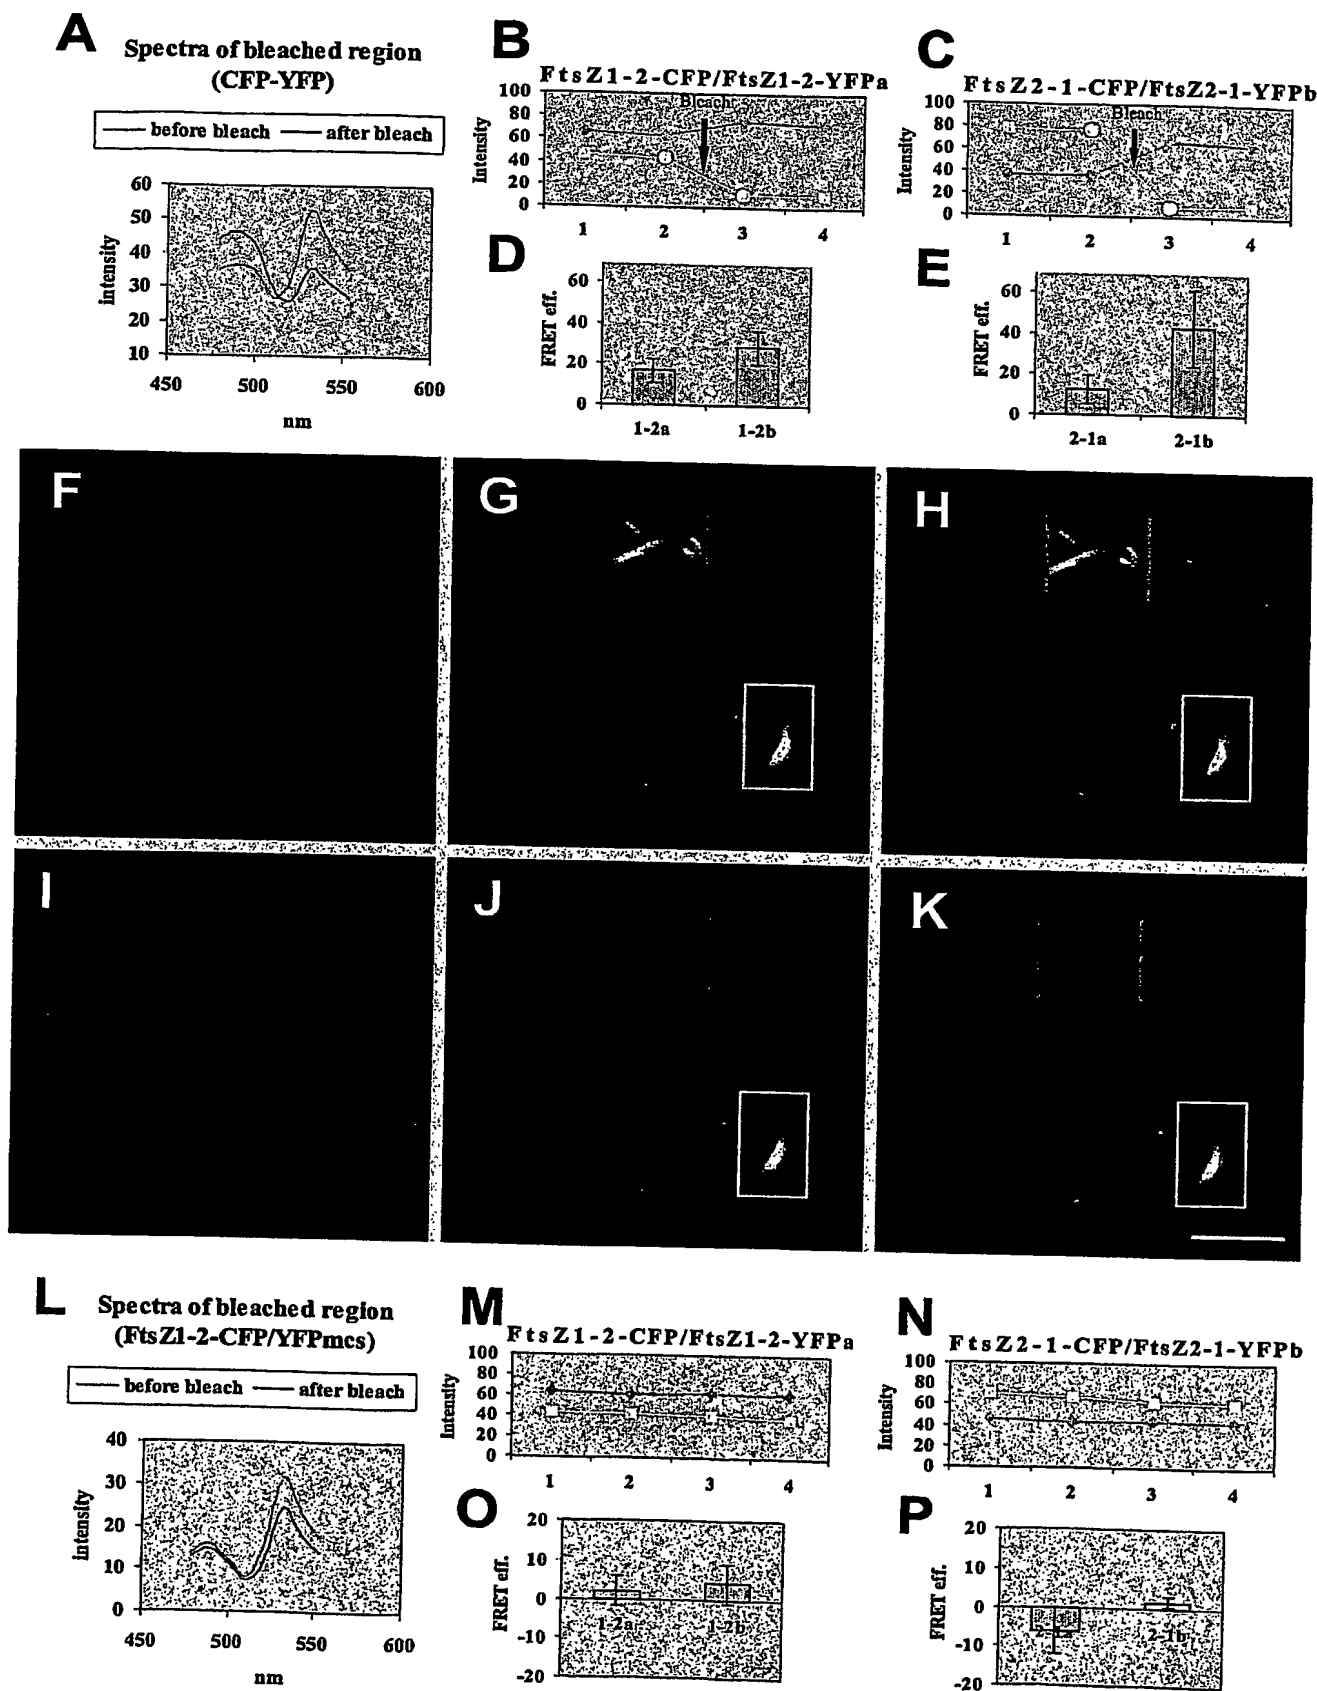 A
Spectra of bleached region
(CFP-YFP)
before bleach after bleach
60
50
40
30
20
10
intensity
450 500 550 600
nm
B
FtsZ1-2-CFP/FtsZ1-2-YFPa
Bleach
100
80
60
40
20
0
Intensity
1 2 3 4
C
FtsZ2-1-CFP/FtsZ2-1-YFPb
Bleach
100
80
60
40
20
0
Intensity
1 2 3 4
D
60
40
20
0
FRET eff.
1-2a 1-2b
E
60
40
20
0
FRET eff.
2-1a 2-1b
F
G
H
I
J
K
L
Spectra of bleached region
(FtsZ1-2-CFP/YFPmcs)
before bleach after bleach
40
30
20
10
0
intensity
450 500 550 600
nm
M
FtsZ1-2-CFP/FtsZ1-2-YFPa
100
80
60
40
20
0
Intensity
1 2 3 4
N
FtsZ2-1-CFP/FtsZ2-1-YFPb
100
80
60
40
20
0
Intensity
1 2 3 4
O
20
10
0
-10
-20
FRET eff.
1-2a 1-2b
P
20
10
0
-10
-20
FRET eff.
2-1b